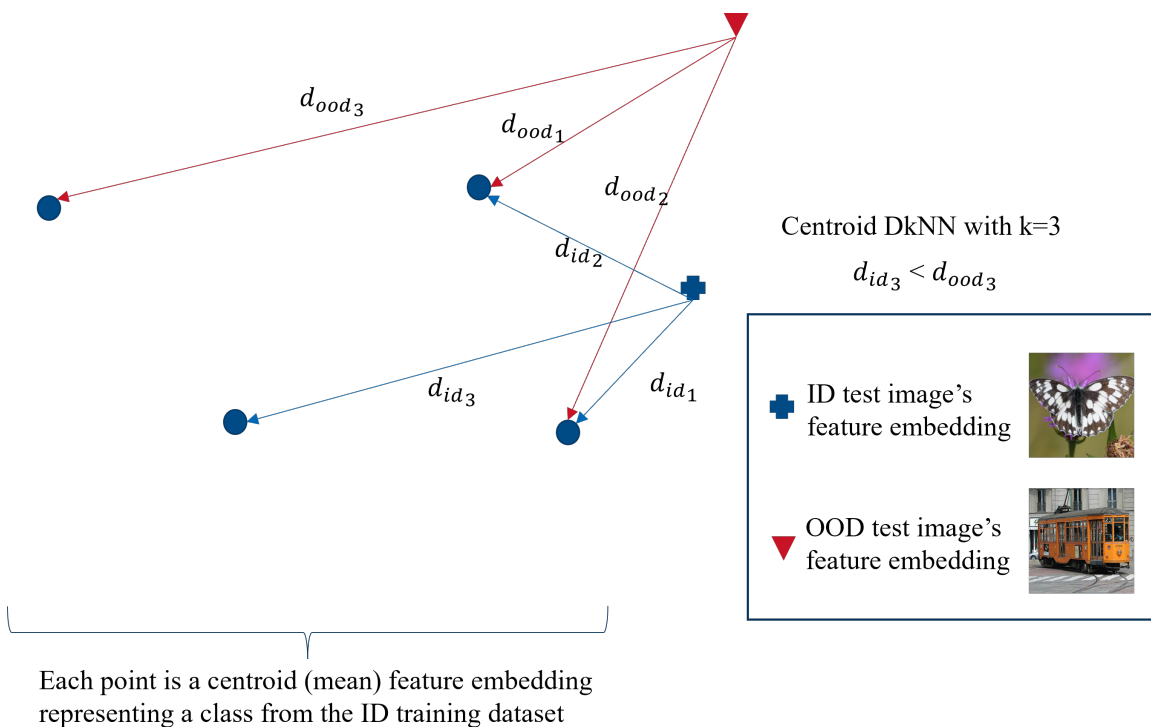 d_{ood_3}
d_{ood_1}
d_{ood_2}
d_{id_2}
d_{id_3}
d_{id_1}
Centroid DkNN with k=3
d_{id_3} < d_{ood_3}
ID test image’s
feature embedding
OOD test image’s
feature embedding
Each point is a centroid (mean) feature embedding
representing a class from the ID training dataset